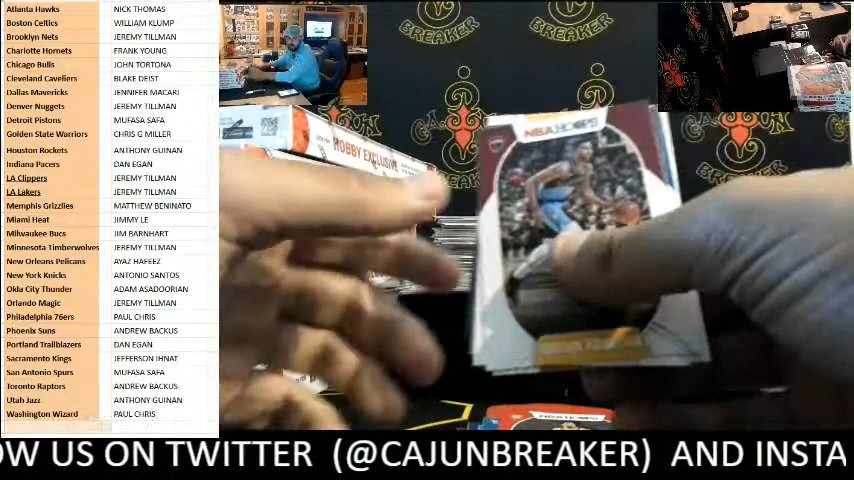 Atlanta Hawks NICK THOMAS
Boston Celtics WILLIAM KLUMP
Brooklyn Nets JEREMY TILLMAN
Charlotte Hornets FRANK YOUNG
Chicago Bulls JOHN TORTONA
Cleveland Cavaliers BLAKE DEIST
Dallas Mavericks JENNIFER MACARI
Denver Nuggets JEREMY TILLMAN
Detroit Pistons MUFASA SAFA
Golden State Warriors CHRIS G MILLER
Houston Rockets ANTHONY GUINAN
Indiana Pacers DAN EGAN
LA Clippers JEREMY TILLMAN
LA Lakers JEREMY TILLMAN
Memphis Grizzlies MATTHEW BENINATO
Miami Heat JIMMY LE
Milwaukee Bucs JIM BARNHART
Minnesota Timberwolves JEREMY TILLMAN
New Orleans Pelicans AYAZ HAFEEZ
New York Knicks ANTONIO SANTOS
Okla City Thunder ADAM ASADOORIAN
Orlando Magic JEREMY TILLMAN
Philadelphia 76ers PAUL CHRIS
Phoenix Suns ANDREW BACKUS
Portland Trailblazers DAN EGAN
Sacramento Kings JEFFERSON IHNAT
San Antonio Spurs MUFASA SAFA
Toronto Raptors ANDREW BACKUS
Utah Jazz ANTHONY GUINAN
Washington Wizard PAUL CHRIS
BREAKER
BREAKER
HOBBY EXCLUSIVE
NBA HOOPS
BREAKER
NBA HOOPS
OW US ON TWITTER (@CAJUNBREAKER) AND INSTA